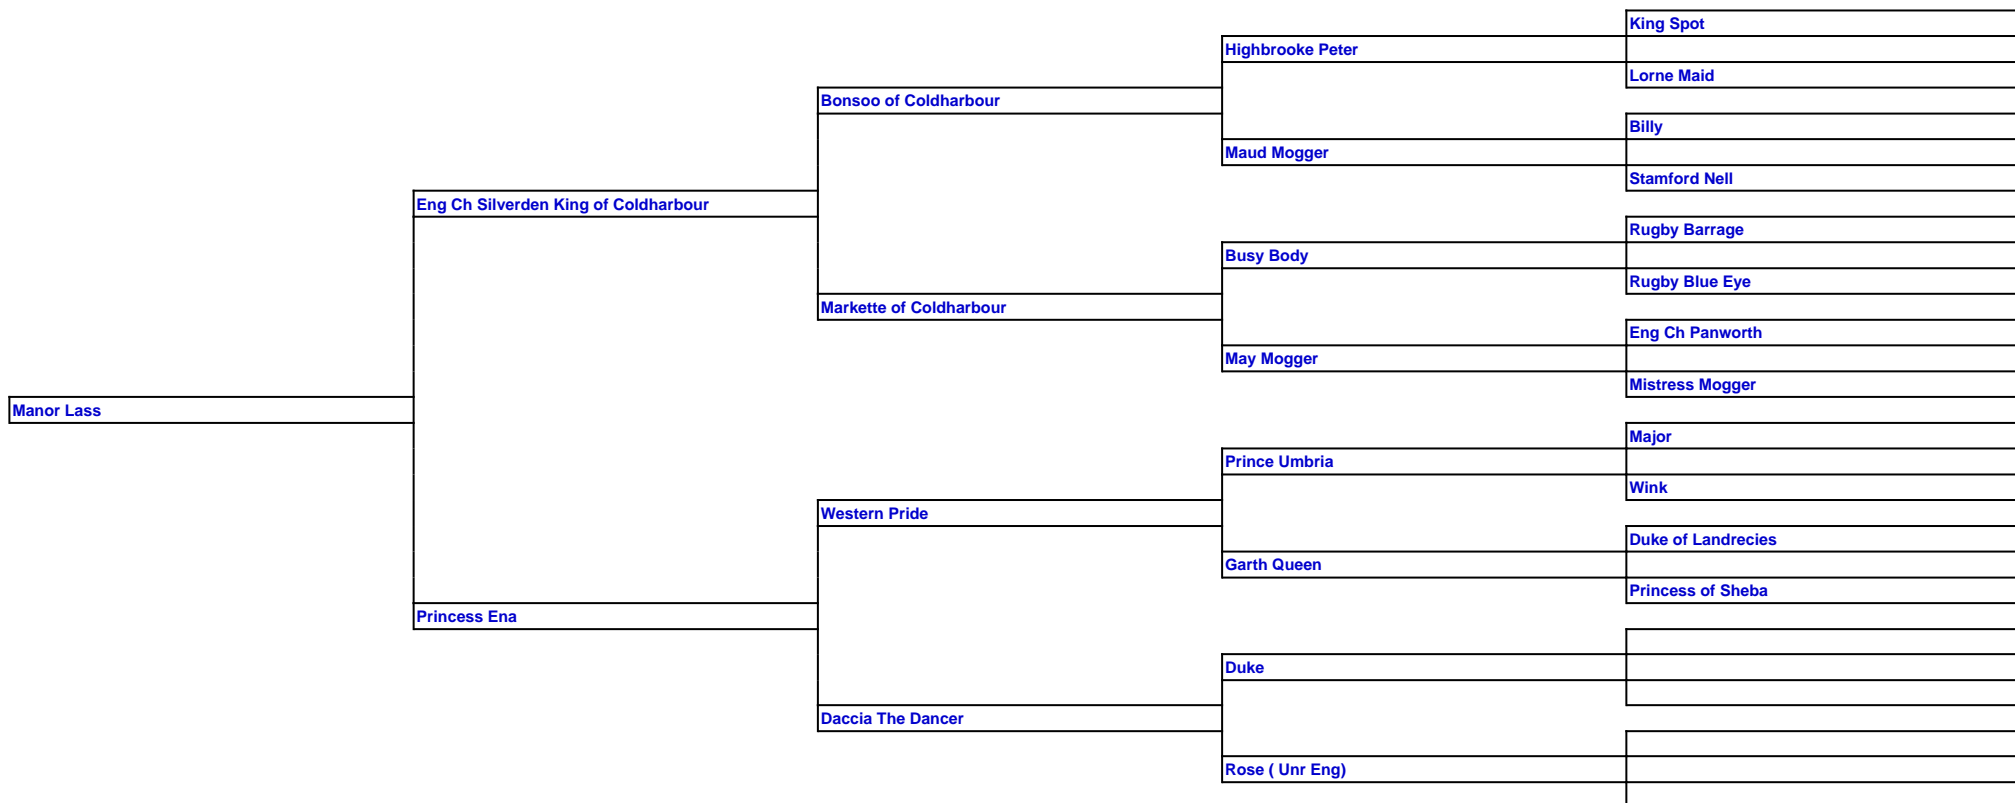 King Spot
Highbrooke Peter
Lorne Maid
Bonsoo of Coldharbour
Billy
Maud Mogger
Stamford Nell
Eng Ch Silverden King of Coldharbour
Rugby Barrage
Busy Body
Rugby Blue Eye
Markette of Coldharbour
Eng Ch Panworth
May Mogger
Mistress Mogger
Manor Lass
Major
Prince Umbria
Wink
Western Pride
Duke of Landrecies
Garth Queen
Princess of Sheba
Princess Ena
Duke
Daccia The Dancer
Rose ( Unr Eng)